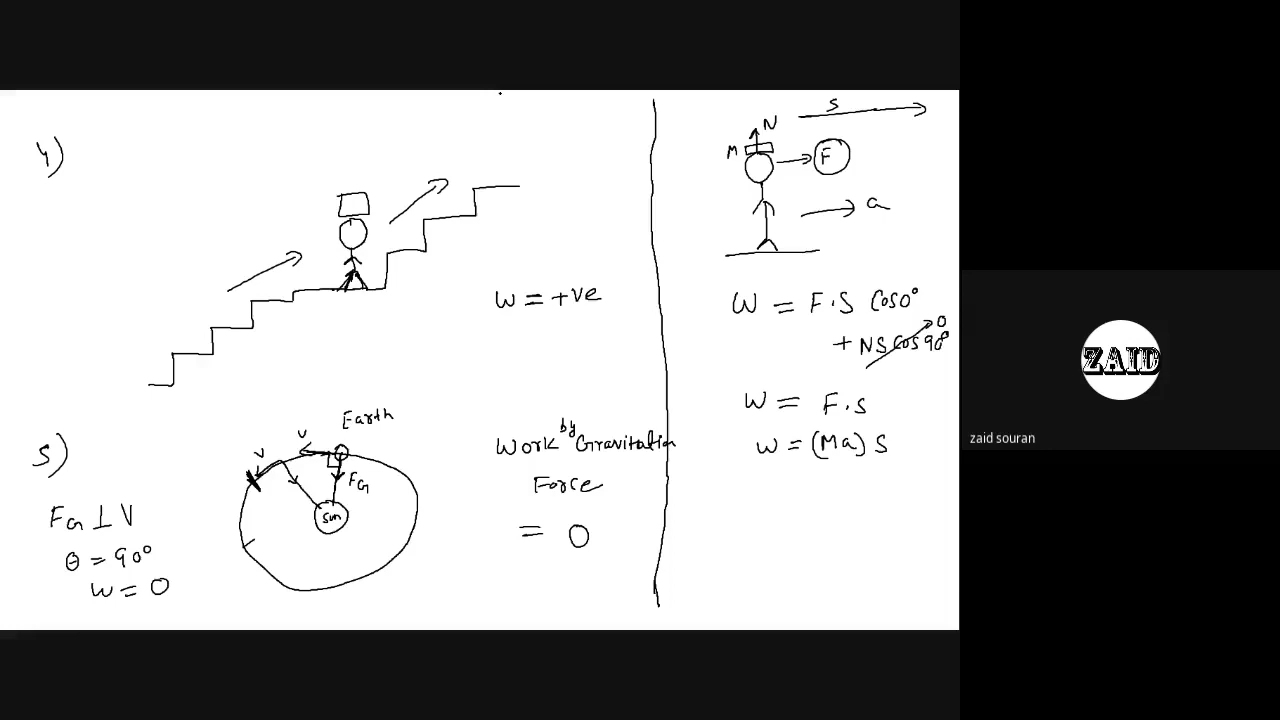 4)
W = +ve
5)
Earth
V
V
FG
Sun
FG ⊥ V
θ = 90°
W = 0
Work by Gravitation
Force
= 0
S
N
M
F
a
W = F.S Cos0°
+ NS Cos90° 0
W = F.S
W = (Ma) S
ZAID
zaid souran